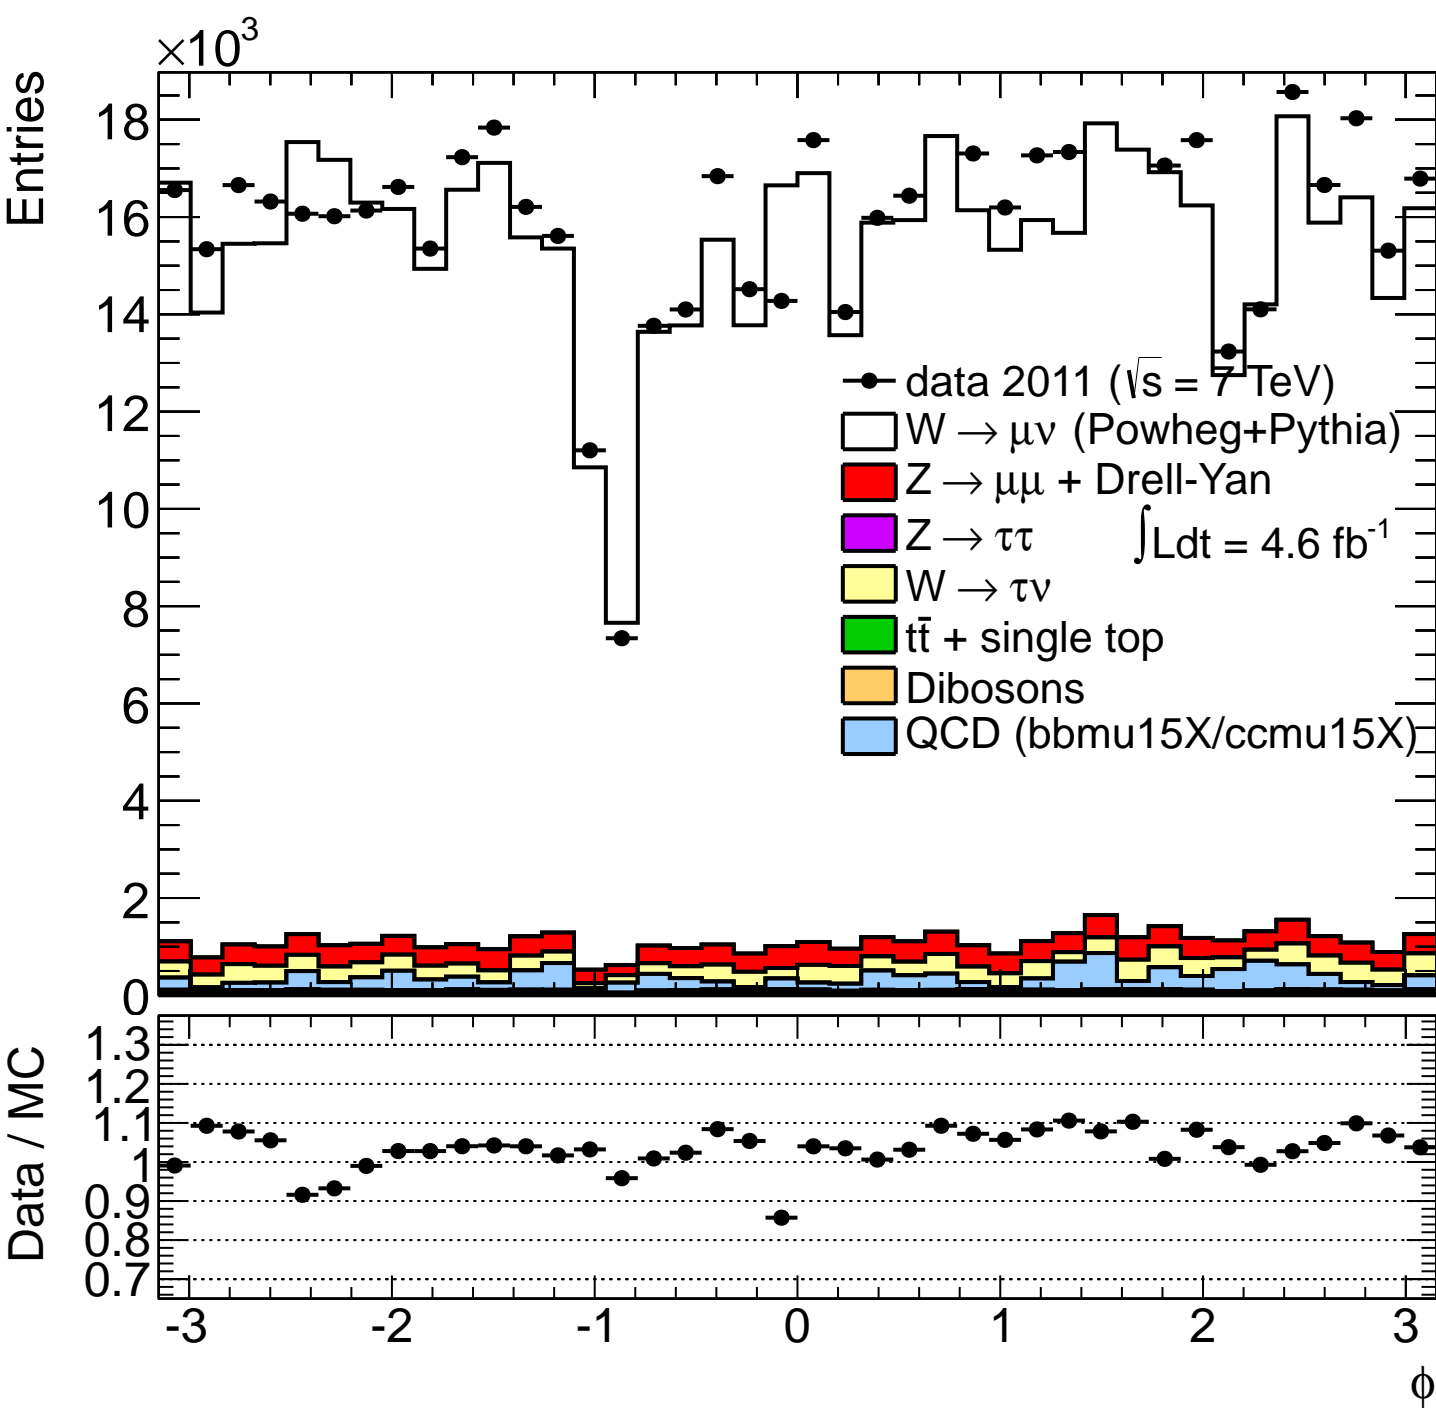 ×10³
Entries
18
16
14
12
10
8
6
4
2
0
data 2011 (√s = 7 TeV)
W → μν (Powheg+Pythia)
Z → μμ + Drell-Yan
Z → ττ
∫Ldt = 4.6 fb⁻¹
W → τν
tt̄ + single top
Dibosons
QCD (bbmu15X/ccmu15X)
Data / MC
1.3
1.2
1.1
1
0.9
0.8
0.7
-3 -2 -1 0 1 2 3
ϕ